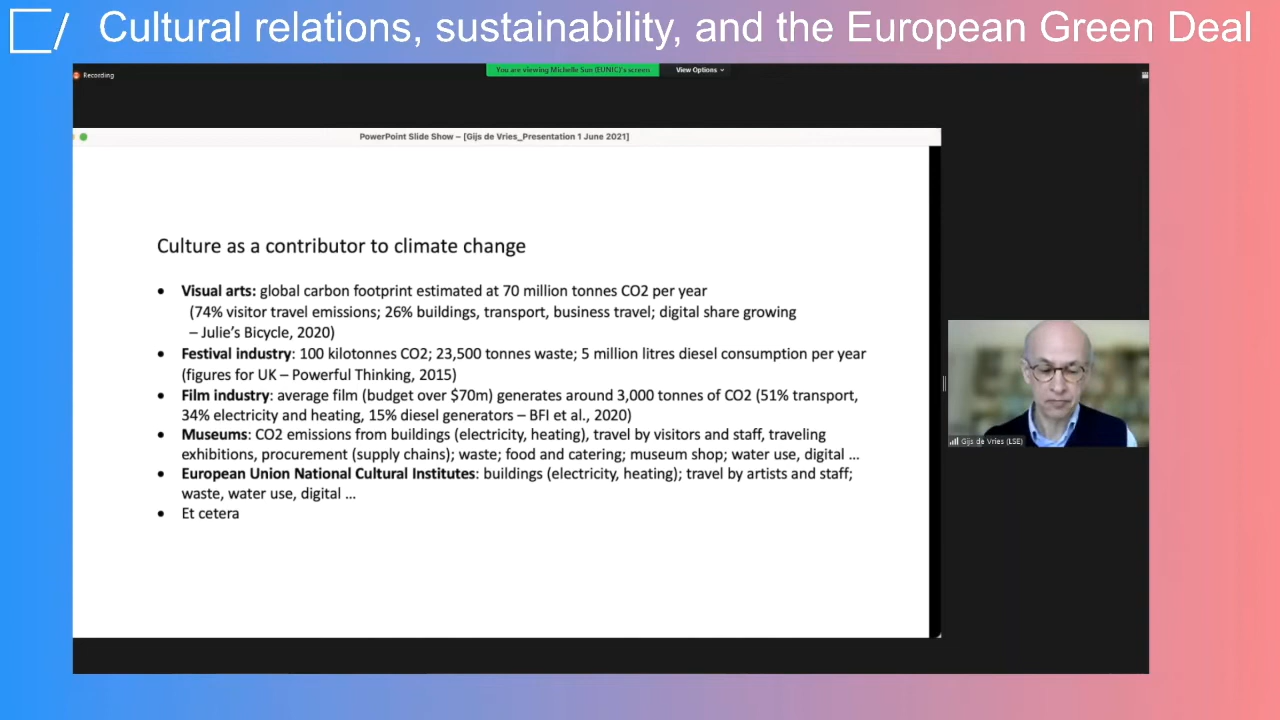 Cultural relations, sustainability, and the European Green Deal
Recording
You are viewing Michelle Sun (EUNIC)'s screen
View Options
PowerPoint Slide Show – [Gijs de Vries_Presentation 1 June 2021]
Culture as a contributor to climate change
• Visual arts: global carbon footprint estimated at 70 million tonnes CO2 per year
(74% visitor travel emissions; 26% buildings, transport, business travel; digital share growing
– Julie's Bicycle, 2020)
• Festival industry: 100 kilotonnes CO2; 23,500 tonnes waste; 5 million litres diesel consumption per year
(figures for UK – Powerful Thinking, 2015)
• Film industry: average film (budget over $70m) generates around 3,000 tonnes of CO2 (51% transport,
34% electricity and heating, 15% diesel generators – BFI et al., 2020)
• Museums: CO2 emissions from buildings (electricity, heating), travel by visitors and staff, traveling
exhibitions, procurement (supply chains); waste; food and catering; museum shop; water use, digital ...
• European Union National Cultural Institutes: buildings (electricity, heating); travel by artists and staff;
waste, water use, digital ...
• Et cetera
Gijs de Vries (LSE)